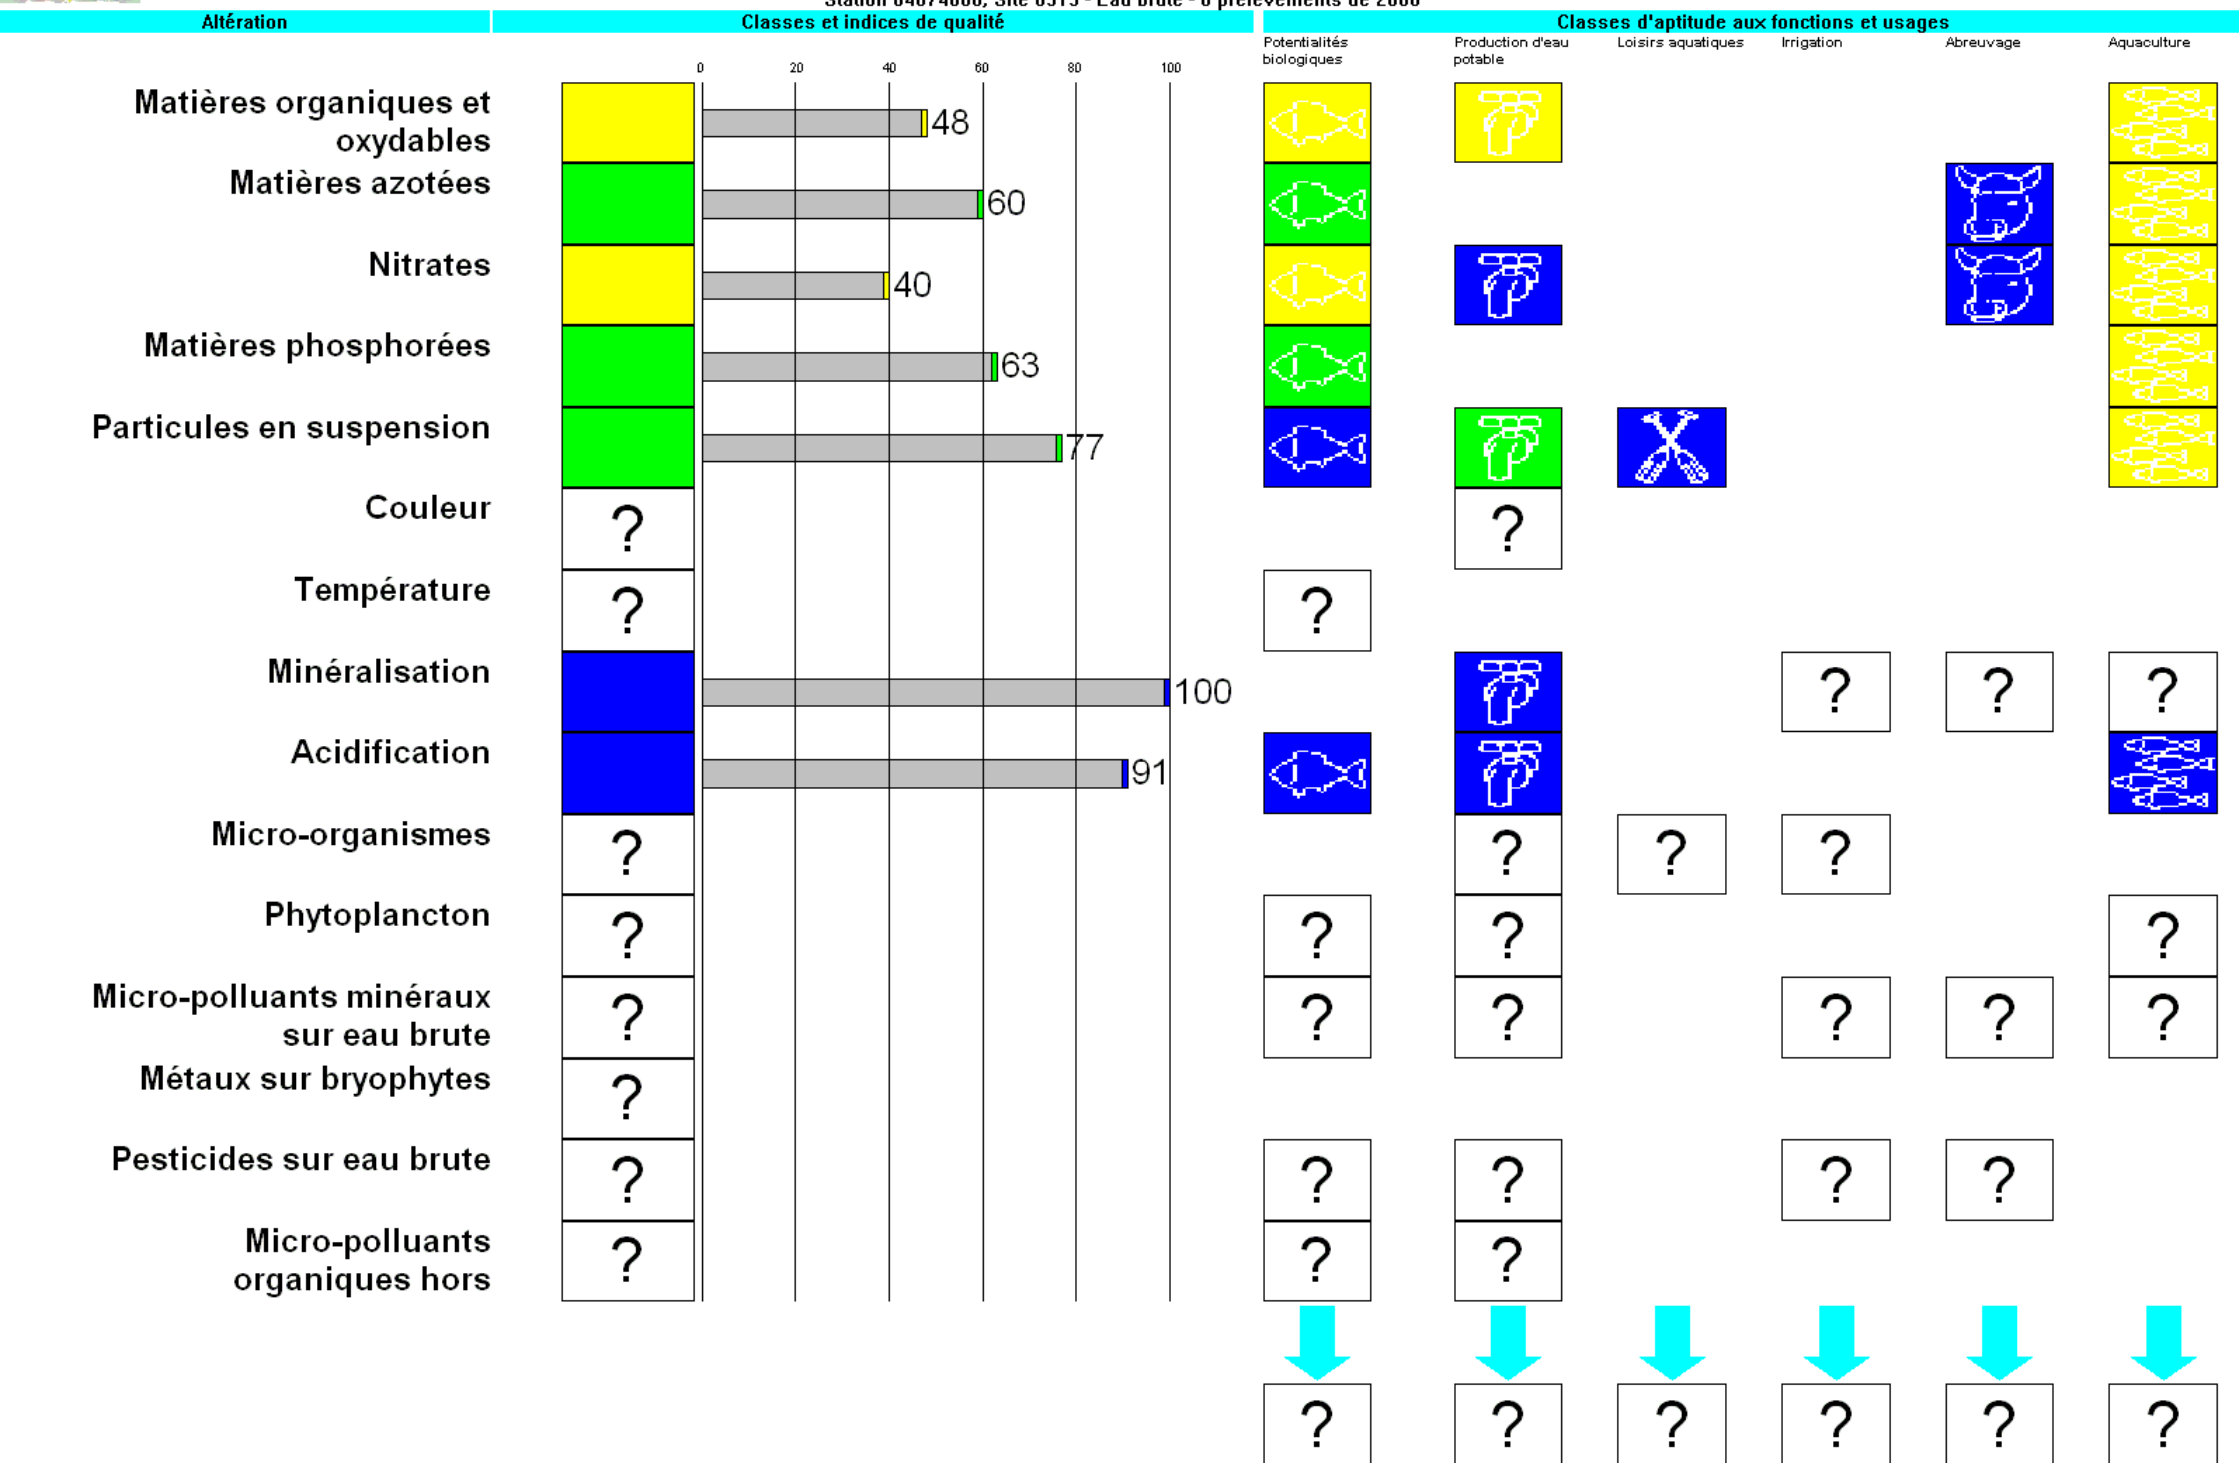 Altération
Classes et indices de qualité
Classes d'aptitude aux fonctions et usages
Potentialités
biologiques
Production d'eau
potable
Loisirs aquatiques
Irrigation
Abreuvage
Aquaculture
0 20 40 60 80 100
Matières organiques et
oxydables
48
Matières azotées
60
Nitrates
40
Matières phosphorées
63
Particules en suspension
77
Couleur
? ?
Température
? ?
Minéralisation
100
? ? ?
Acidification
91
Micro-organismes
? ? ? ?
Phytoplancton
? ? ? ?
Micro-polluants minéraux
sur eau brute
? ? ? ? ? ?
Métaux sur bryophytes
?
Pesticides sur eau brute
? ? ? ? ?
Micro-polluants
organiques hors
? ? ?
? ? ? ? ? ?